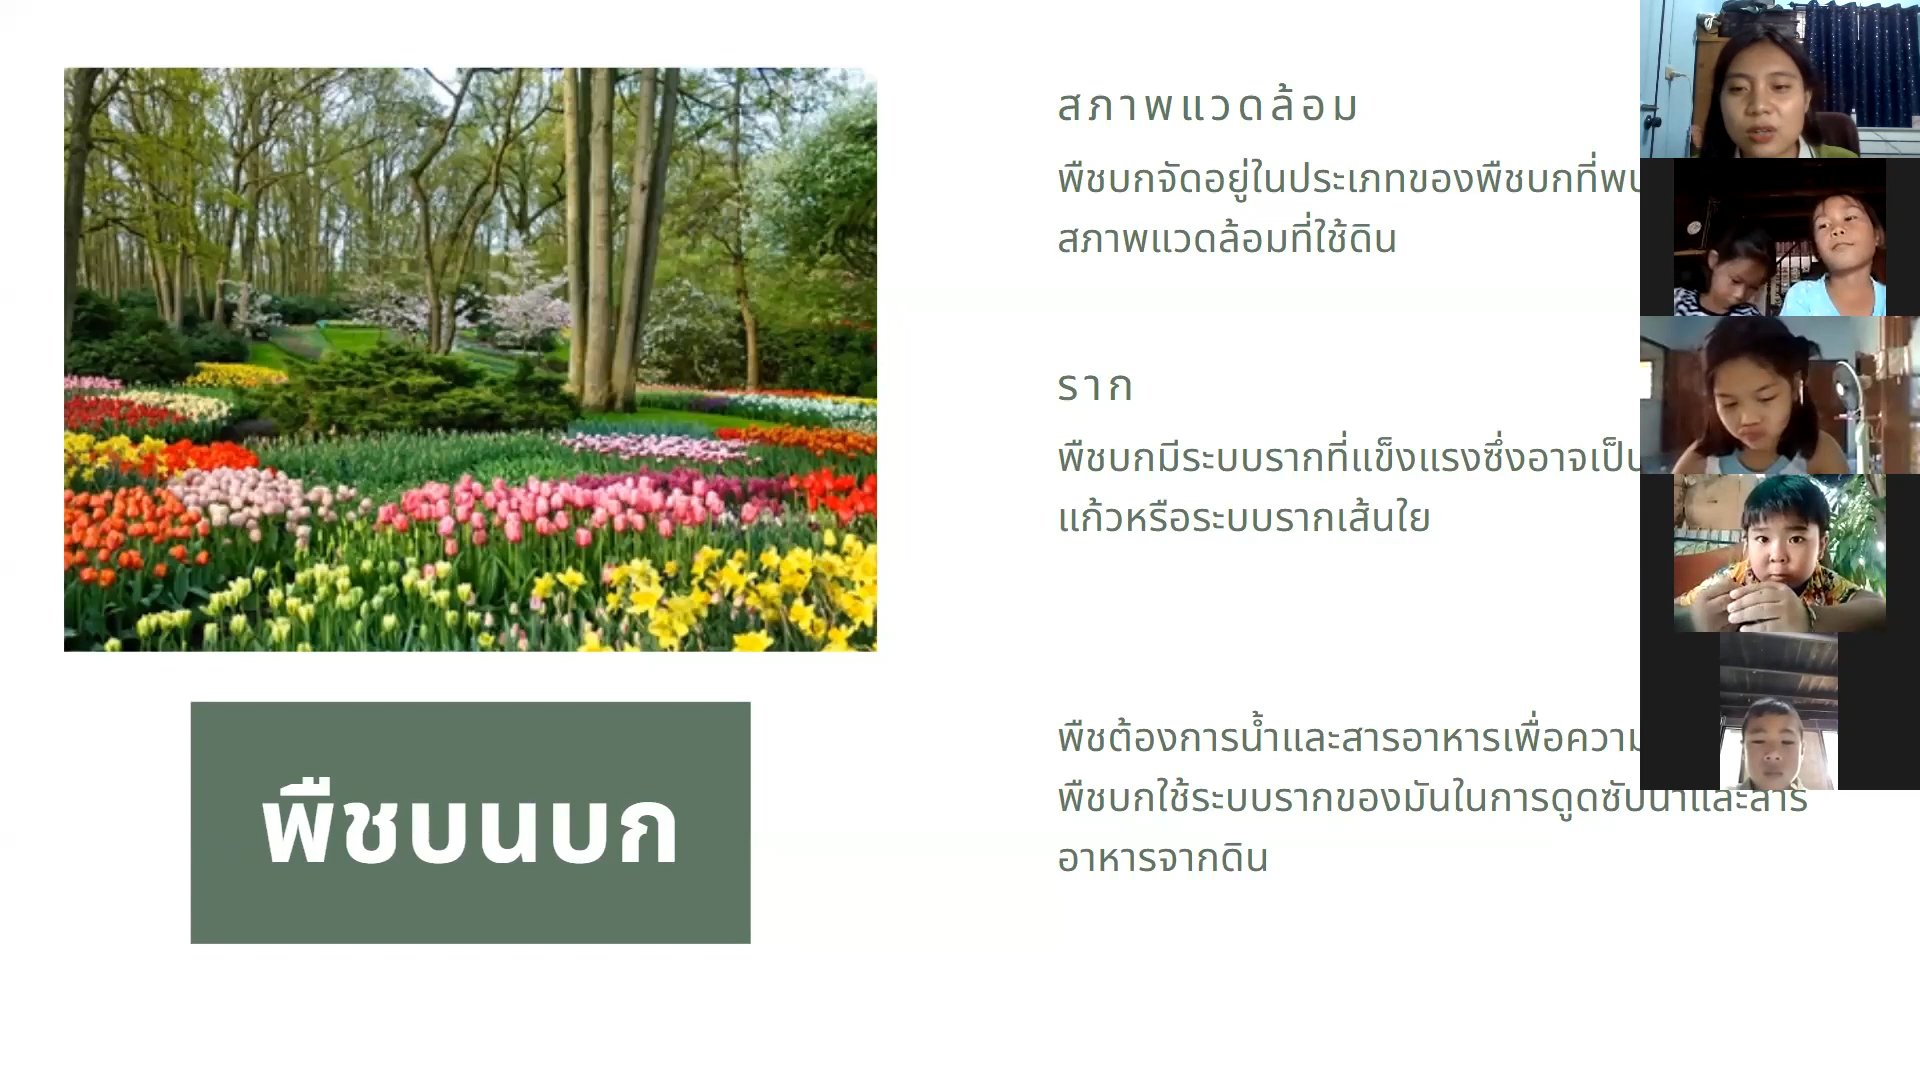 สภาพแวดล้อม
พืชบกจัดอยู่ในประเภทของพืชบกที่
สภาพแวดล้อมที่ใช้ดิน
ราก
พืชบกมีระบบรากที่แข็งแรงซึ่งอาจ
แก้วหรือระบบรากเส้นใย
พืชต้องการน้ำและสารอาหารเพื่อ
พืชบกใช้ระบบรากของมันในการดูดซับน้ำและสาร
อาหารจากดิน
พืชบนบก